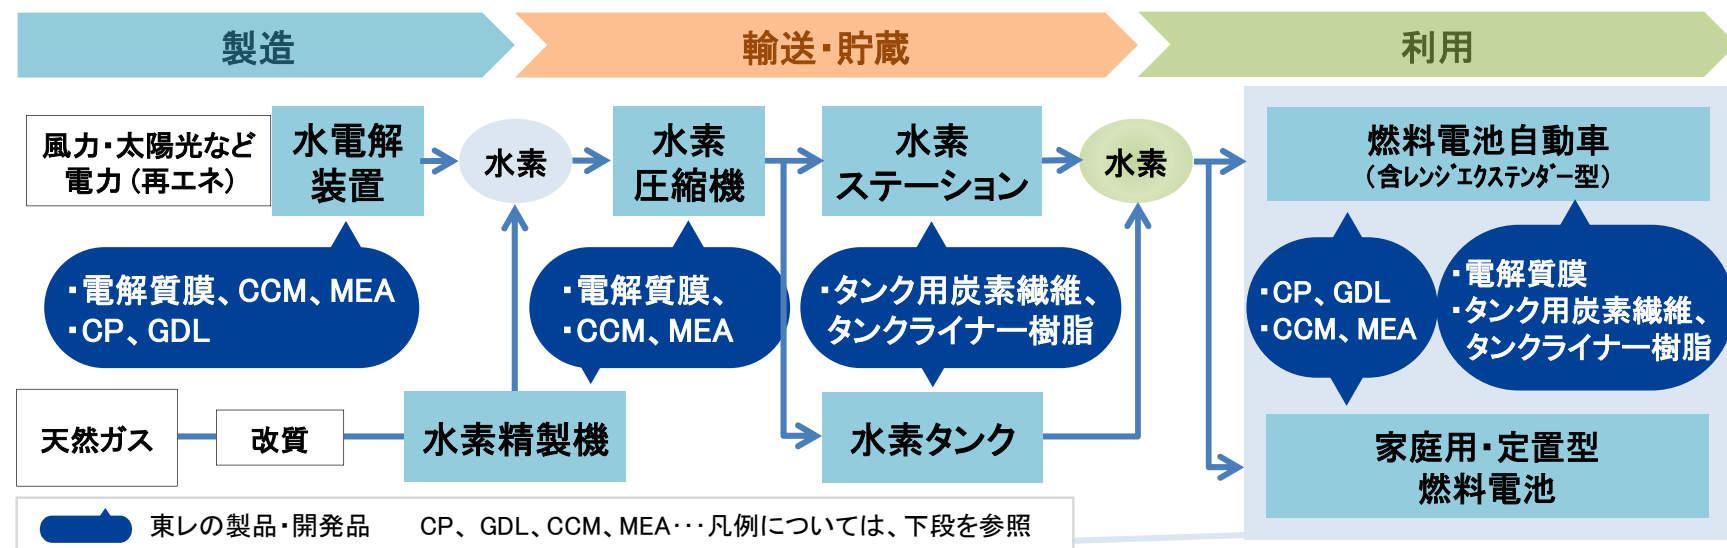 製造
輸送・貯蔵
利用
風力・太陽光など
電力（再エネ）
水電解
装置
水素
水素
圧縮機
水素
ステーション
水素
燃料電池自動車
（含ﾚﾝｼﾞｴｸｽﾃﾝﾀﾞｰ型）
・電解質膜、CCM、MEA
・CP、GDL
・電解質膜、
・CCM、MEA
・タンク用炭素繊維、
タンクライナー樹脂
・CP、GDL
・CCM、MEA
・電解質膜
・タンク用炭素繊維、
タンクライナー樹脂
天然ガス
改質
水素精製機
水素タンク
家庭用・定置型
燃料電池
東レの製品・開発品 CP、GDL、CCM、MEA・・・凡例については、下段を参照